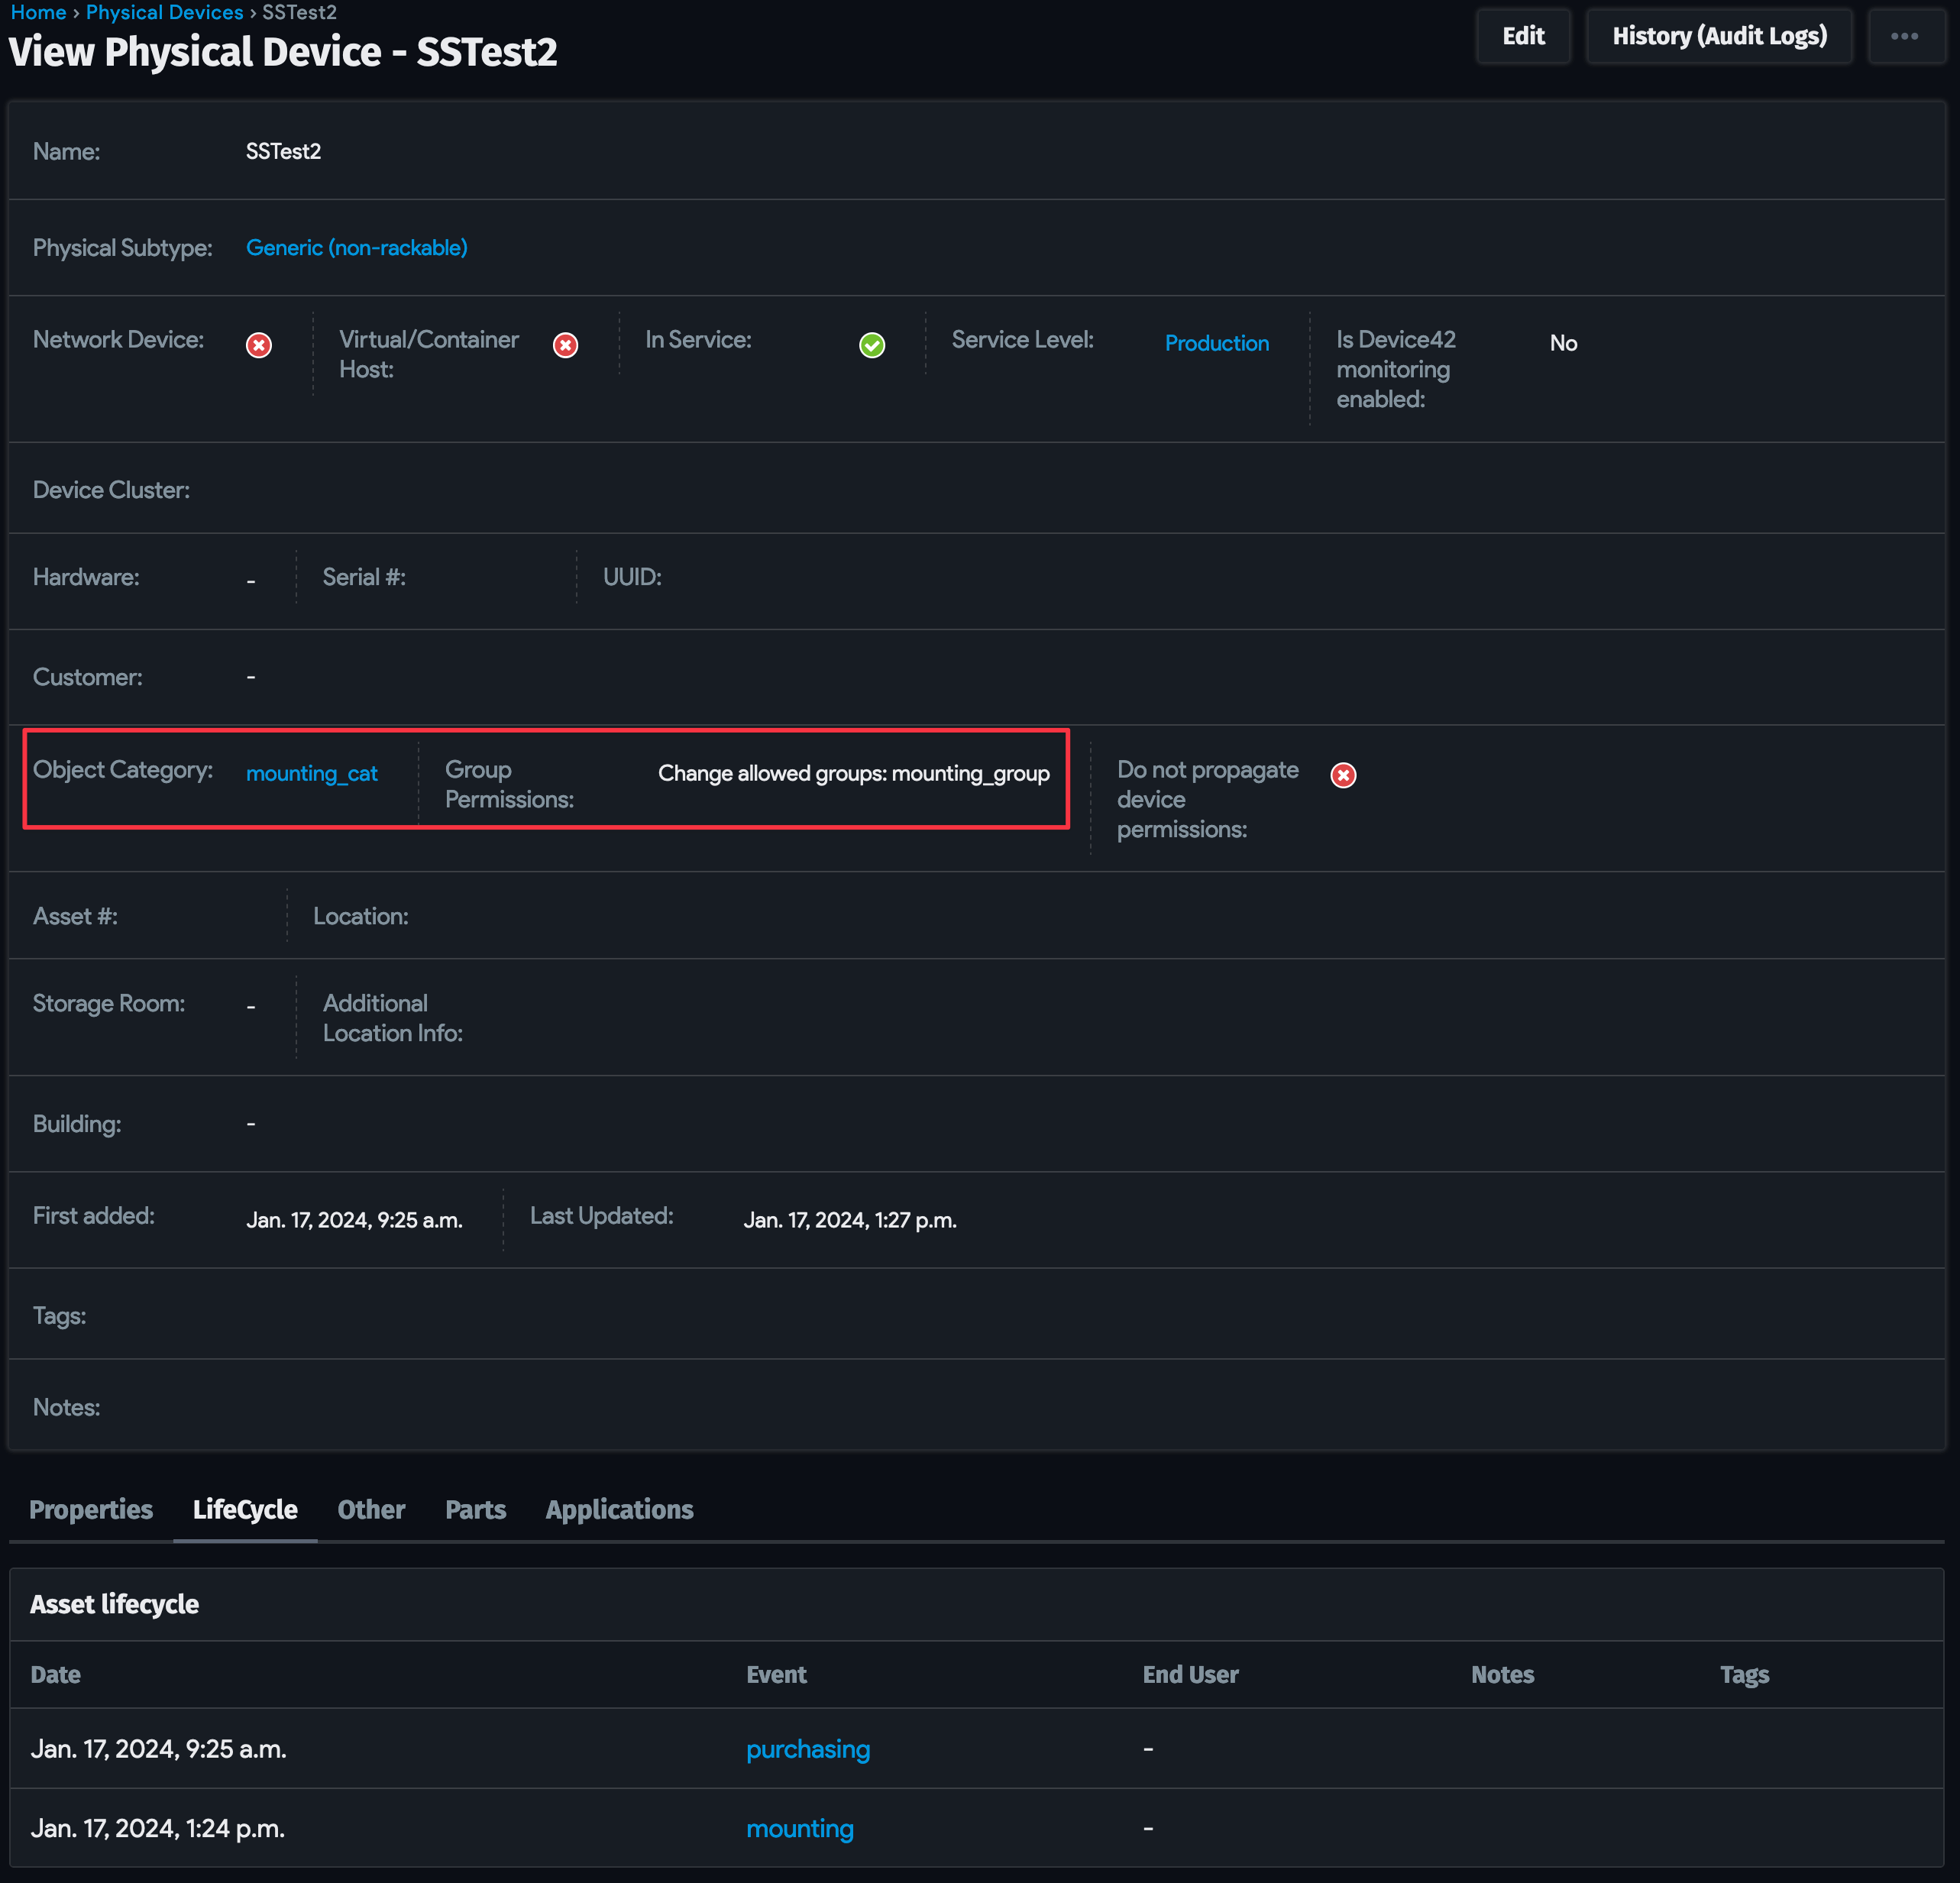 Home › Physical Devices › SSTest2
View Physical Device - SSTest2
Edit
History (Audit Logs)
Name: SSTest2
Physical Subtype: Generic (non-rackable)
Network Device:
Virtual/Container
Host:
In Service:
Service Level: Production
Is Device42
monitoring
enabled:
No
Device Cluster:
Hardware: -
Serial #:
UUID:
Customer: -
Object Category: mounting_cat
Group
Permissions:
Change allowed groups: mounting_group
Do not propagate
device
permissions:
Asset #:
Location:
Storage Room: -
Additional
Location Info:
Building: -
First added: Jan. 17, 2024, 9:25 a.m.
Last Updated: Jan. 17, 2024, 1:27 p.m.
Tags:
Notes:
Properties LifeCycle Other Parts Applications
Asset lifecycle
Date Event End User Notes Tags
Jan. 17, 2024, 9:25 a.m. purchasing -
Jan. 17, 2024, 1:24 p.m. mounting -